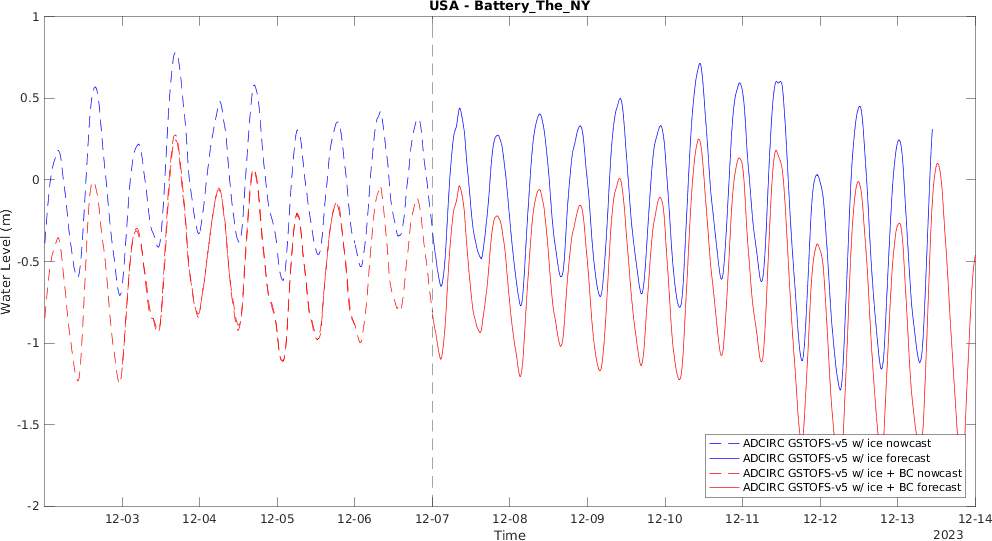 USA - Battery_The_NY
Water Level (m)
1
0.5
0
-0.5
-1
-1.5
-2
ADCIRC GSTOFS-v5 w/ ice nowcast
ADCIRC GSTOFS-v5 w/ ice forecast
ADCIRC GSTOFS-v5 w/ ice + BC nowcast
ADCIRC GSTOFS-v5 w/ ice + BC forecast
12-03 12-04 12-05 12-06 12-07 12-08 12-09 12-10 12-11 12-12 12-13 12-14
Time
2023